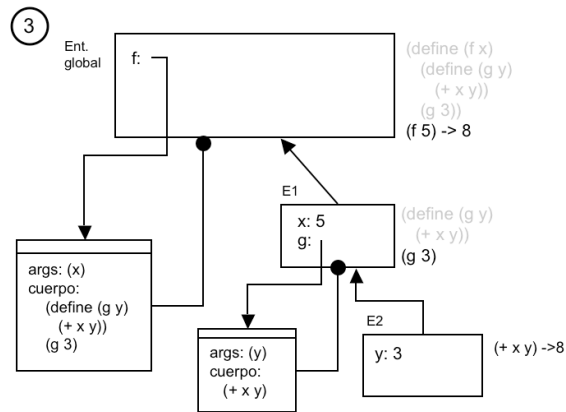 3
Ent.
global
f:
(define (f x)
(define (g y)
(+ x y))
(g 3))
(f 5) -> 8
E1
x: 5
g:
(define (g y)
(+ x y))
(g 3)
args: (x)
cuerpo:
(define (g y)
(+ x y))
(g 3)
args: (y)
cuerpo:
(+ x y)
E2
y: 3
(+ x y) ->8